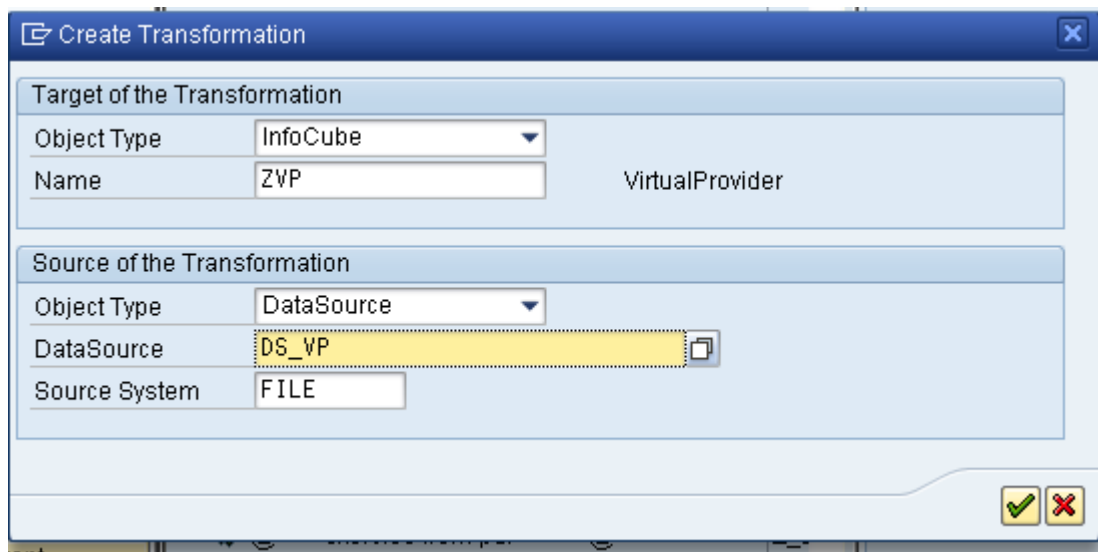 Create Transformation
Target of the Transformation
Object Type InfoCube
Name ZVP VirtualProvider
Source of the Transformation
Object Type DataSource
DataSource DS_VP
Source System FILE